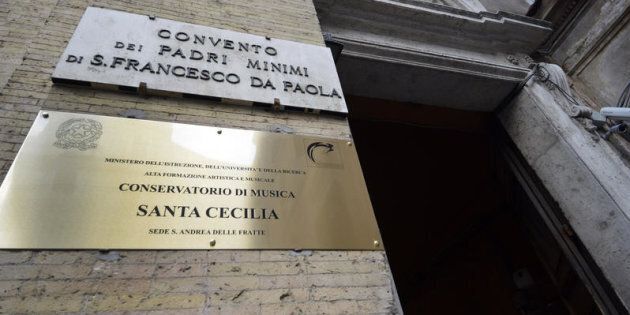 CONVENTO
DEI PADRI MINIMI
DI S. FRANCESCO DA PAOLA
MINISTERO DELL'ISTRUZIONE, DELL'UNIVERSITA' E DELLA RICERCA
ALTA FORMAZIONE ARTISTICA E MUSICALE
CONSERVATORIO DI MUSICA
SANTA CECILIA
SEDE S. ANDREA DELLE FRATTE